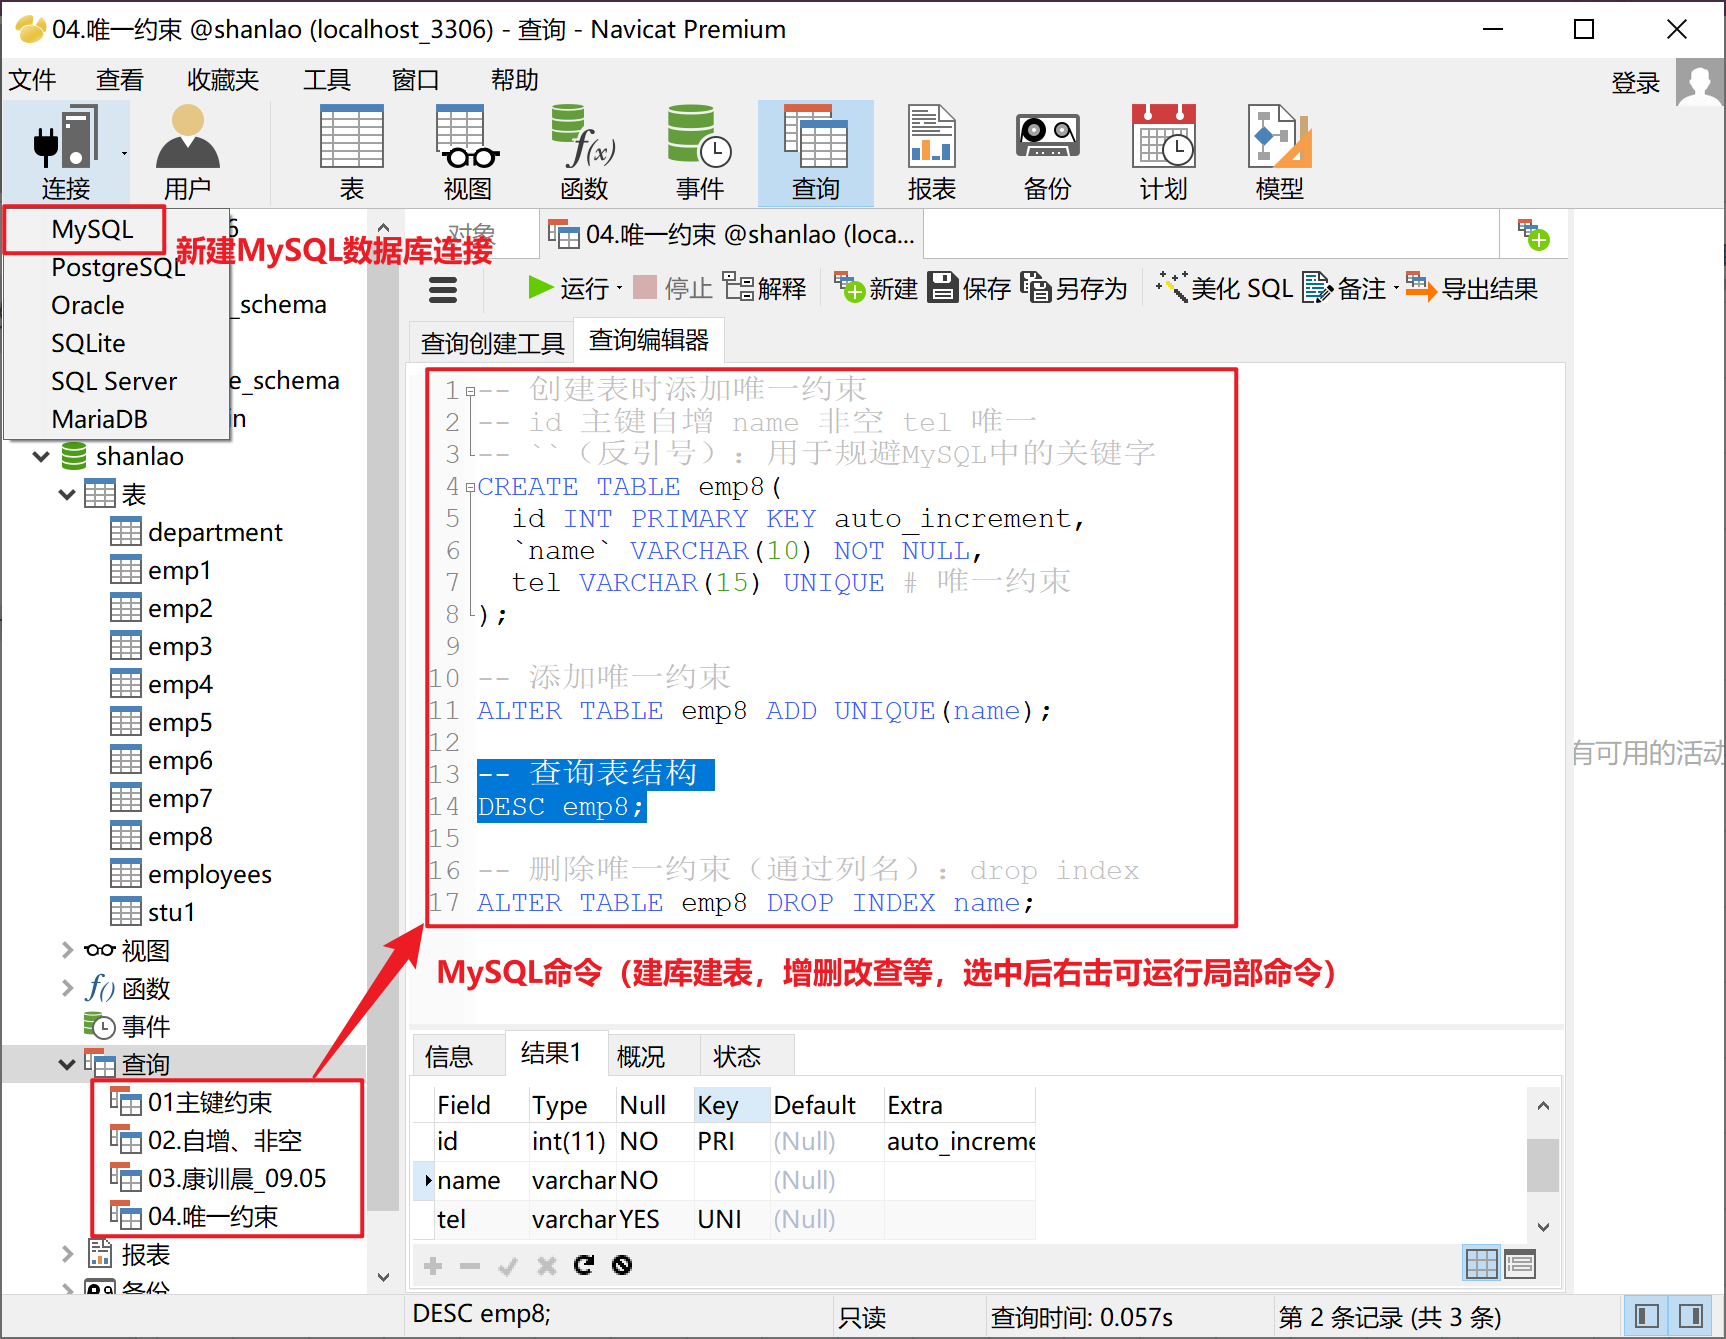 04.唯一约束 @shanlao (localhost_3306) - 查询 - Navicat Premium
文件 查看 收藏夹 工具 窗口 帮助 登录
连接 用户 表 视图 函数 事件 查询 报表 备份 计划 模型
MySQL
新建MySQL数据库连接
PostgreSQL
Oracle
SQLite
SQL Server
MariaDB
6
_schema
e_schema
in
shanlao
表
department
emp1
emp2
emp3
emp4
emp5
emp6
emp7
emp8
employees
stu1
视图
函数
事件
查询
01主键约束
02.自增、非空
03.康训晨_09.05
04.唯一约束
报表
备份
对象 04.唯一约束 @shanlao (loca...
运行 停止 解释 新建 保存 另存为 美化 SQL 备注 导出结果
查询创建工具 查询编辑器
1 -- 创建表时添加唯一约束
2 -- id 主键自增 name 非空 tel 唯一
3 -- ``（反引号）：用于规避MySQL中的关键字
4 CREATE TABLE emp8(
5 id INT PRIMARY KEY auto_increment,
6 `name` VARCHAR(10) NOT NULL,
7 tel VARCHAR(15) UNIQUE # 唯一约束
8 );
9
10 -- 添加唯一约束
11 ALTER TABLE emp8 ADD UNIQUE(name);
12
13 -- 查询表结构
14 DESC emp8;
15
16 -- 删除唯一约束（通过列名）：drop index
17 ALTER TABLE emp8 DROP INDEX name;
MySQL命令（建库建表，增删改查等，选中后右击可运行局部命令）
有可用的活动
信息 结果1 概况 状态
Field Type Null Key Default Extra
id int(11) NO PRI (Null) auto_increme
name varchar NO (Null)
tel varchar YES UNI (Null)
DESC emp8; 只读 查询时间: 0.057s 第 2 条记录 (共 3 条)